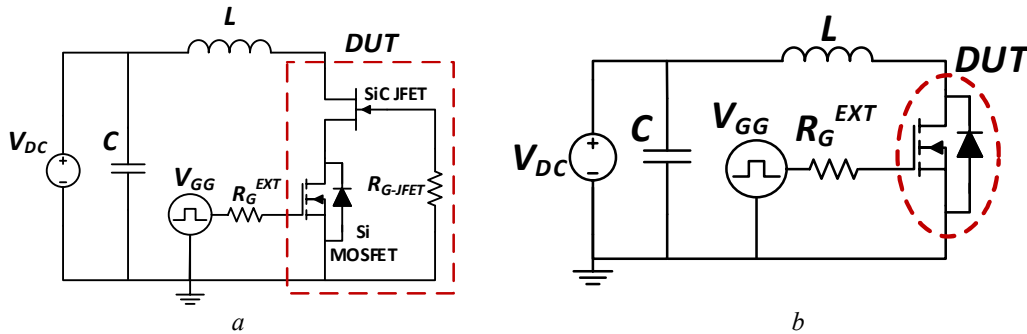 L
DUT
SiC JFET
V_DC
C
V_GG
R_G^EXT
R_G-JFET
Si
MOSFET
a
L
DUT
V_GG
R_G^EXT
C
V_DC
b